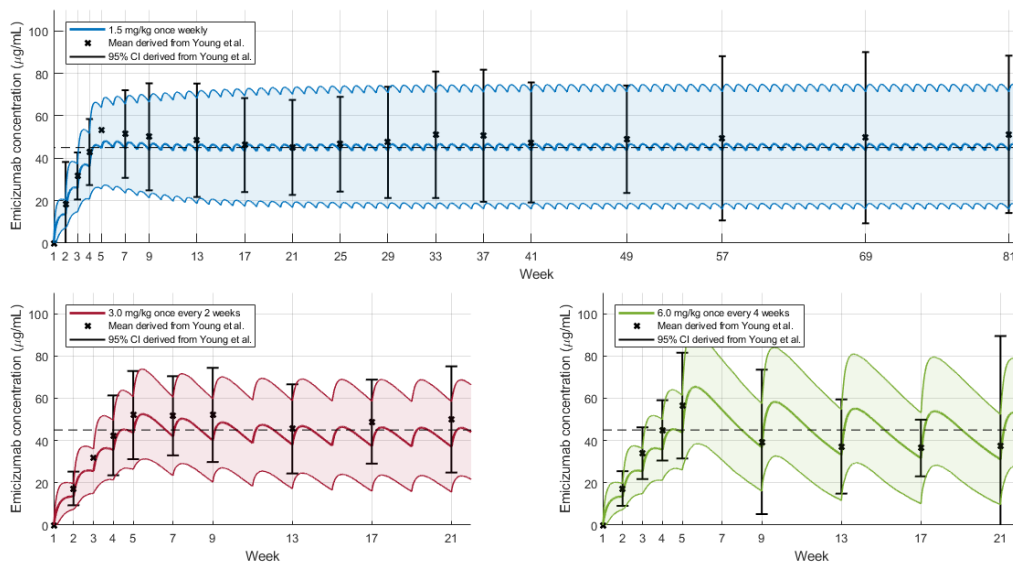 Emicizumab concentration (μg/mL)
100
80
60
40
20
0
1.5 mg/kg once weekly
Mean derived from Young et al.
95% CI derived from Young et al.
1 2 3 4 5 7 9 13 17 21 25 29 33 37 41 49 57 69 81
Week
Emicizumab concentration (μg/mL)
100
80
60
40
20
0
3.0 mg/kg once every 2 weeks
Mean derived from Young et al.
95% CI derived from Young et al.
1 2 3 4 5 7 9 13 17 21
Week
Emicizumab concentration (μg/mL)
100
80
60
40
20
0
6.0 mg/kg once every 4 weeks
Mean derived from Young et al.
95% CI derived from Young et al.
1 2 3 4 5 9 13 17 21
Week